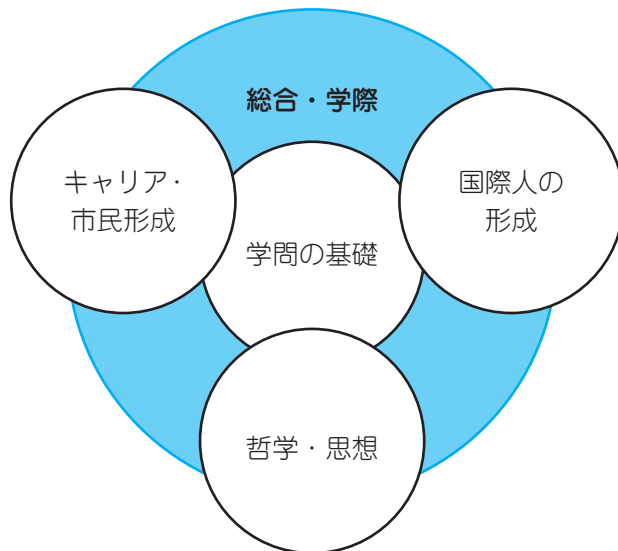 総合・学際
キャリア・
市民形成
国際人の
形成
学問の基礎
哲学・思想